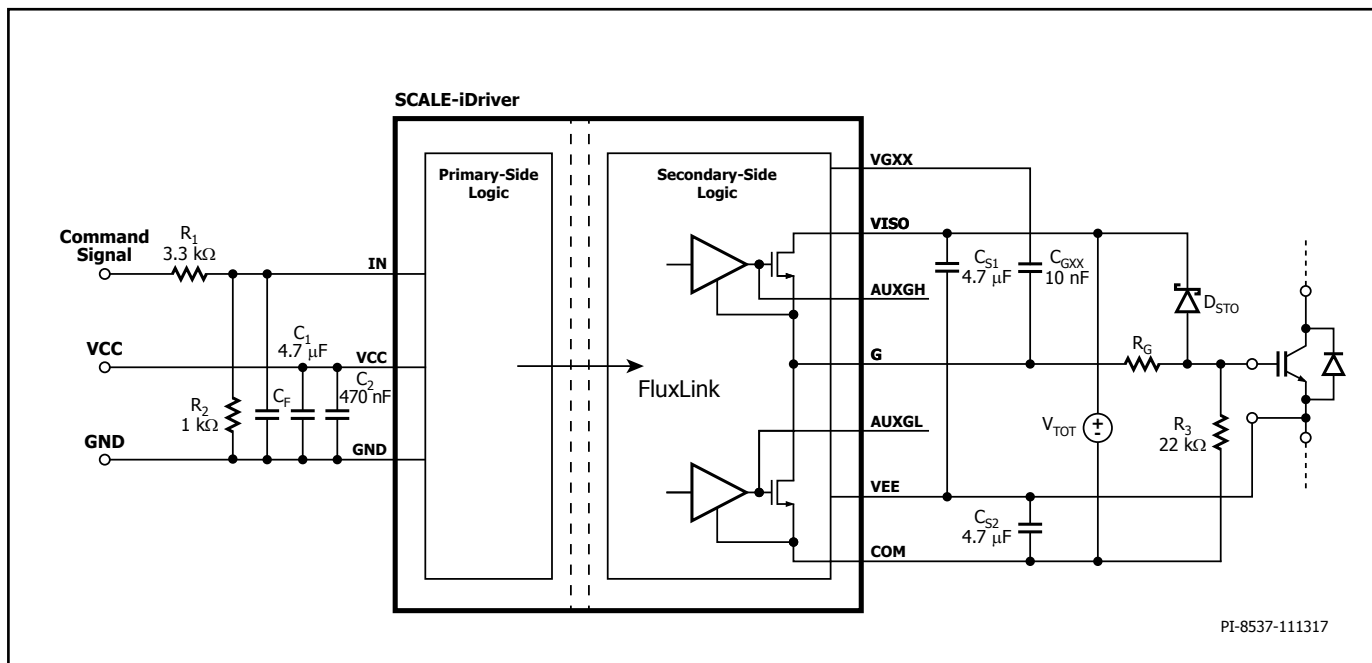 SCALE-iDriver
Primary-Side
Logic
Secondary-Side
Logic
VGXX
Command
Signal
R1
3.3 kΩ
IN
VISO
CS1
4.7 μF
CGXX
10 nF
AUXGH
DSTO
VCC
C1
4.7 μF
VCC
C2
470 nF
FluxLink
G
RG
R2
1 kΩ
CF
AUXGL
VTOT
+
-
R3
22 kΩ
GND
GND
VEE
CS2
4.7 μF
COM
PI-8537-111317